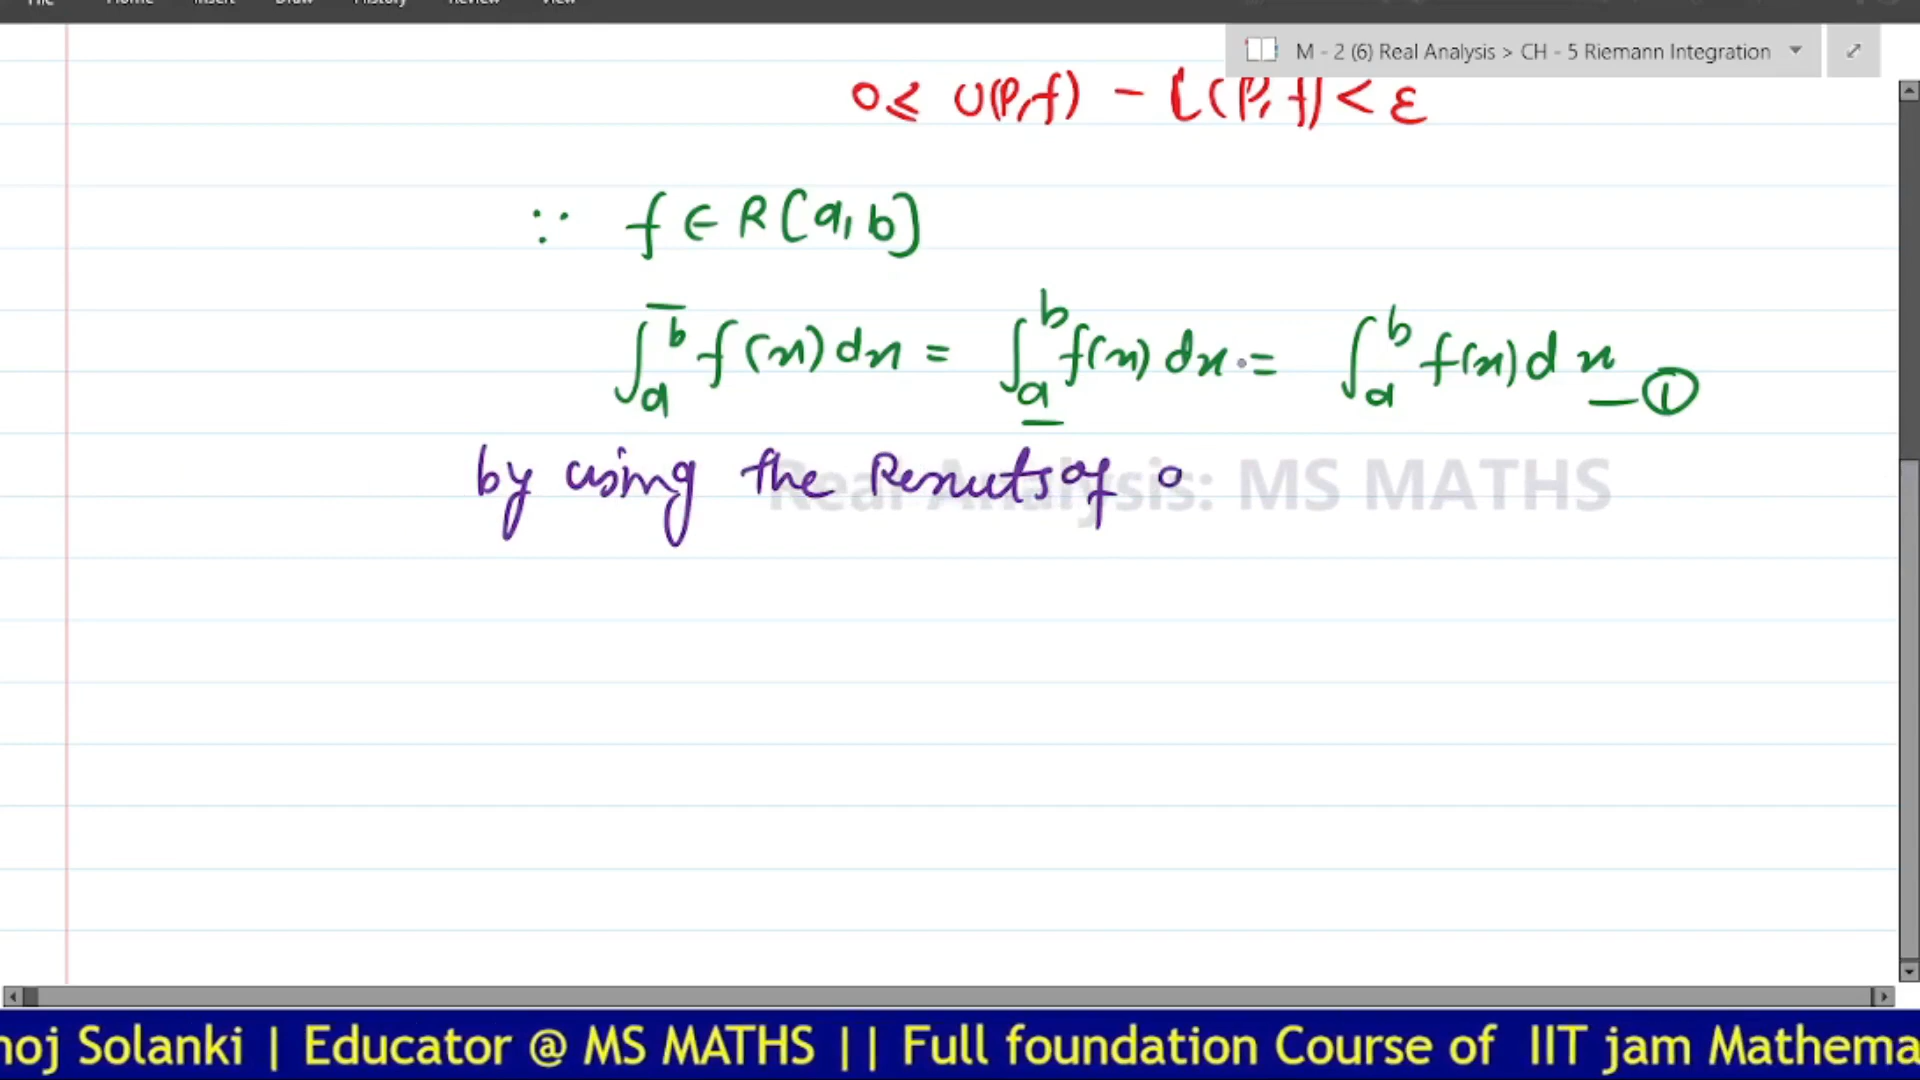 M - 2 (6) Real Analysis > CH - 5 Riemann Integration
0 ≤ U(P,f) - L(P,f) < ε
∵ f ∈ R[a,b]
∫̅ₐᵇ f(x)dx = ∫̲ₐᵇ f(x)dx = ∫ₐᵇ f(x)dx — ①
by using the Results of o
Real Analysis: MS MATHS
noj Solanki | Educator @ MS MATHS || Full foundation Course of IIT jam Mathema